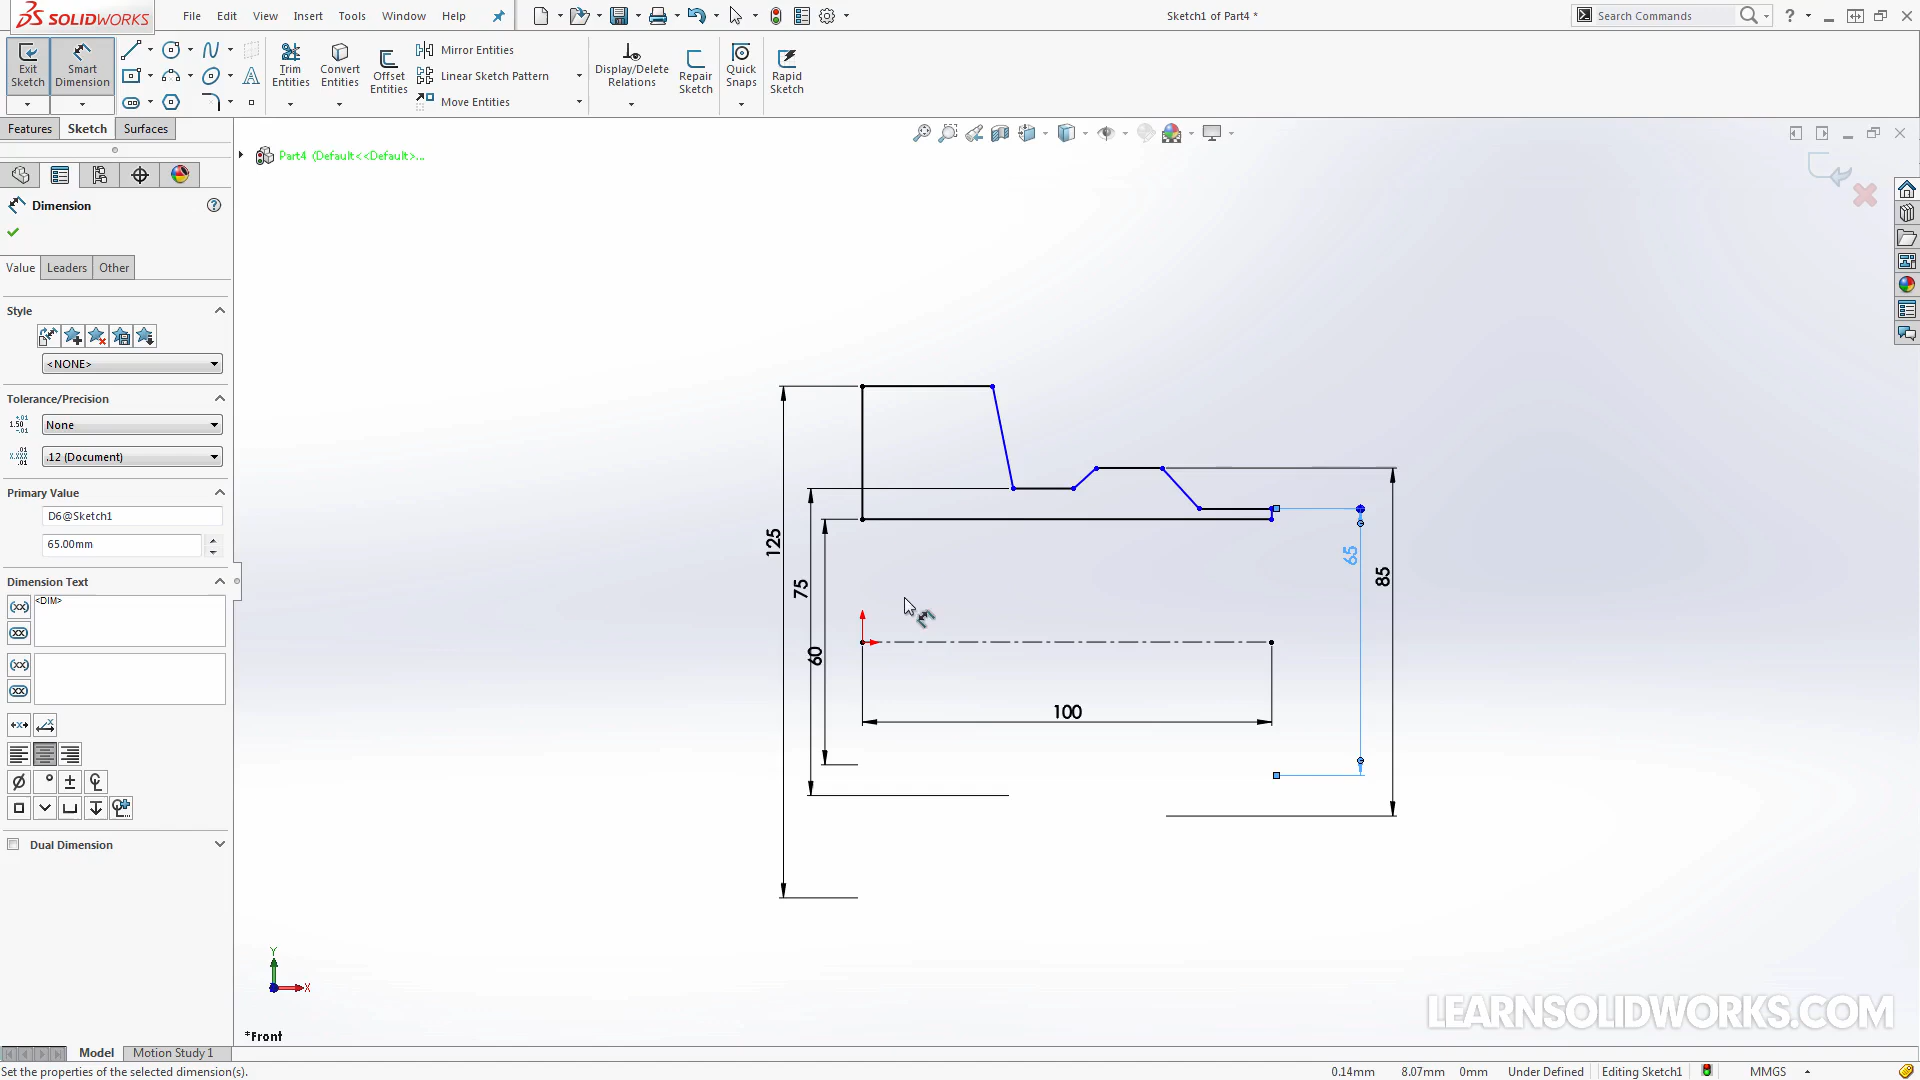 SOLIDWORKS
File Edit View Insert Tools Window Help
Sketch1 of Part4 *
Search Commands
Exit Sketch
Smart Dimension
Trim Entities
Convert Entities
Offset Entities
Mirror Entities
Linear Sketch Pattern
Move Entities
Display/Delete Relations
Repair Sketch
Quick Snaps
Rapid Sketch
Features Sketch Surfaces
Part4 (Default<<Default>...
Dimension
Value Leaders Other
Style
<NONE>
Tolerance/Precision
None
.12 (Document)
Primary Value
D6@Sketch1
65.00mm
Dimension Text
<DIM>
Dual Dimension
125
75
60
65
85
100
Y
X
*Front
LEARNSOLIDWORKS.COM
Model Motion Study 1
Set the properties of the selected dimension(s).
0.14mm 8.07mm 0mm Under Defined Editing Sketch1 MMGS